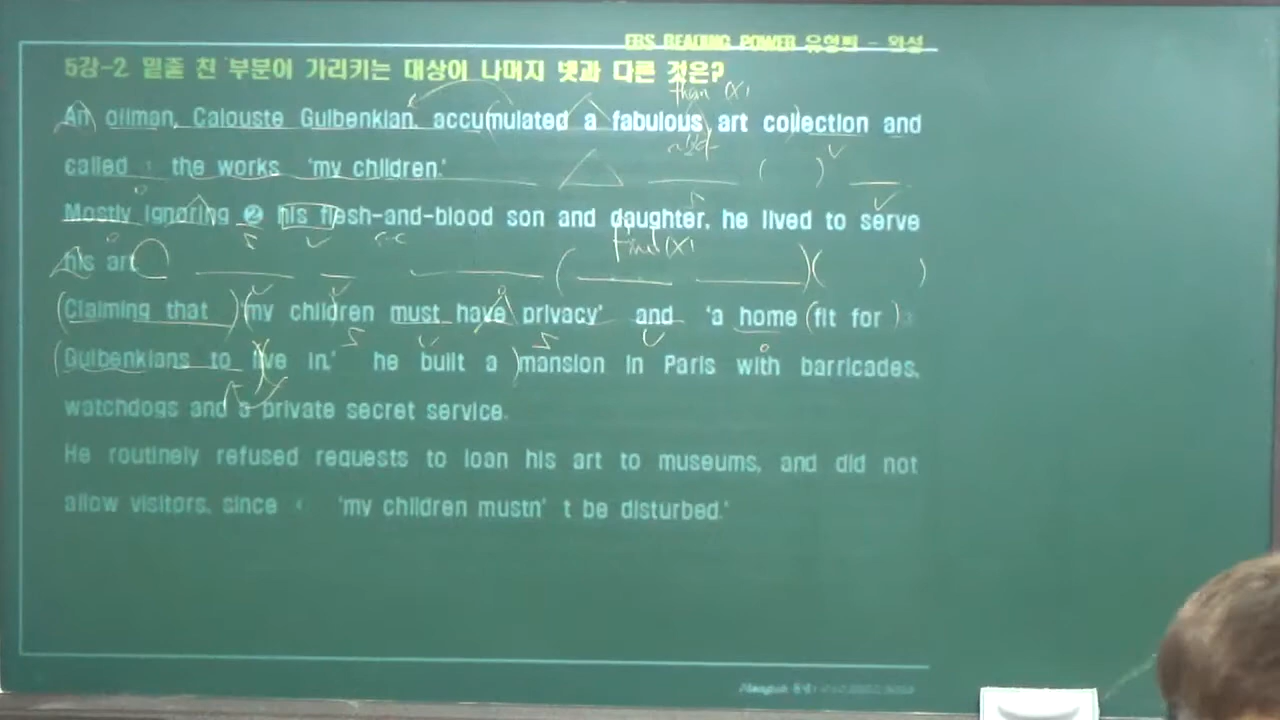 EBS READING POWER 유형편 - 완성
5강-2 밑줄 친 부분이 가리키는 대상이 나머지 넷과 다른 것은?
than (X)
An oilman, Calouste Gulbenkian, accumulated a fabulous art collection and
called the works 'my children.'
Mostly ignoring ② his flesh-and-blood son and daughter, he lived to serve
his art
(Claiming that) 'my children must have privacy' and 'a home (fit for)
(Gulbenkians to live in,' he built a mansion in Paris with barricades,
watchdogs and a private secret service.
He routinely refused requests to loan his art to museums, and did not
allow visitors, since 'my children mustn' t be disturbed.'